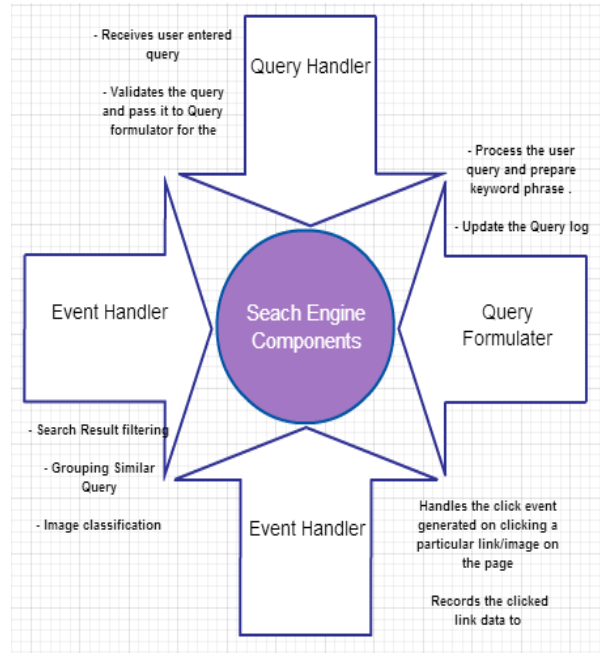 - Receives user entered
query
- Validates the query
and pass it to Query
formulator for the
Query Handler
- Process the user
query and prepare
keyword phrase .
- Update the Query log
Event Handler
Seach Engine
Components
Query
Formulater
- Search Result filtering
- Grouping Similar
Query
- Image classification
Event Handler
Handles the click event
generated on clicking a
particular link/image on
the page
Records the clicked
link data to